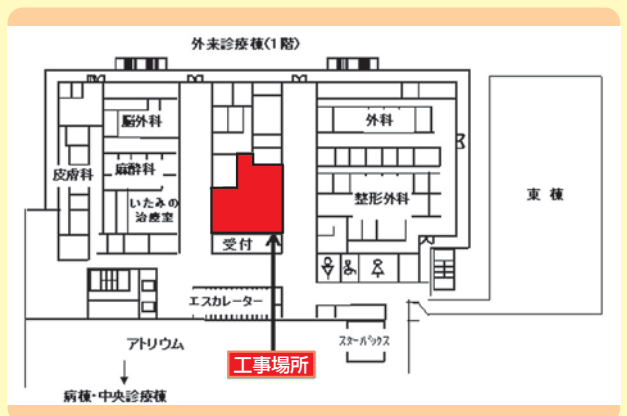 外来診療棟(1階)
脳外科
外科
麻酔科
皮膚科
いたみの
治療室
整形外科
東棟
受付
エスカレーター
アトリウム
スターバックス
工事場所
病棟・中央診療棟